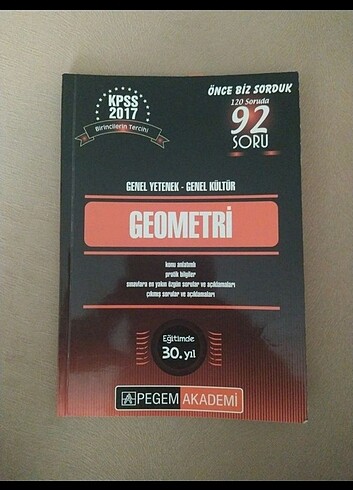 KPSS
2017
Birincilerin Tercihi
ÖNCE BİZ SORDUK
120 Soruda
92
SORU
GENEL YETENEK - GENEL KÜLTÜR
GEOMETRİ
konu anlatımlı
pratik bilgiler
sınavlara en yakın özgün sorular ve açıklamaları
çıkmış sorular ve açıklamaları
Eğitimde
30. yıl
PEGEM AKADEMİ